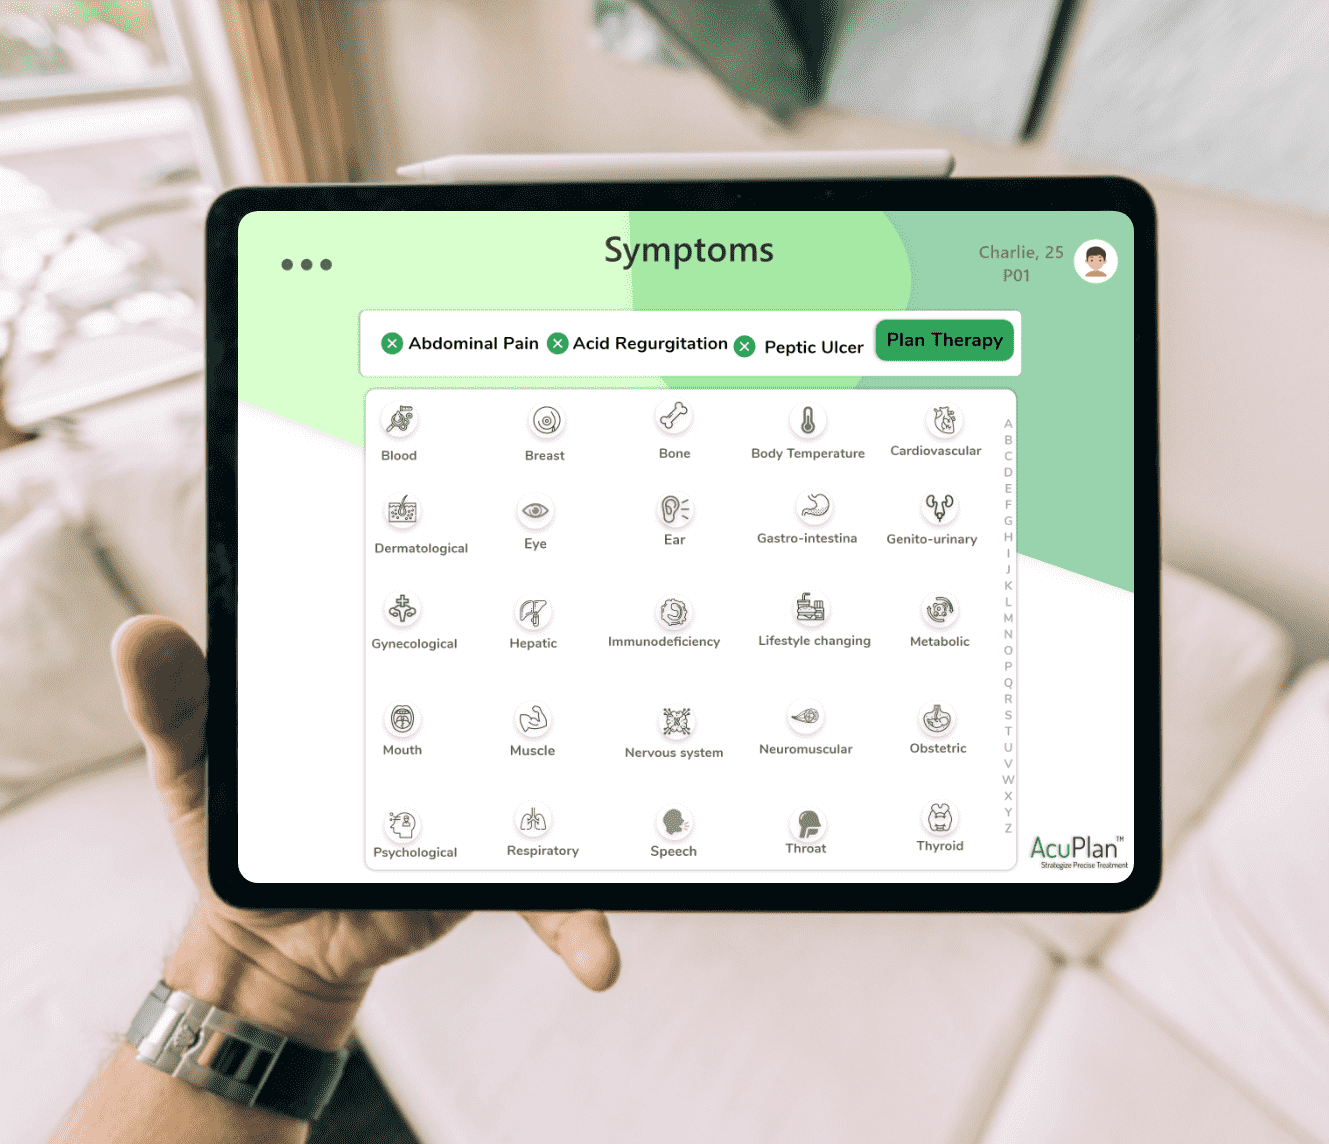 Symptoms
Charlie, 25
P01
Abdominal Pain
Acid Regurgitation
Peptic Ulcer
Plan Therapy
Blood
Breast
Bone
Body Temperature
Cardiovascular
Dermatological
Eye
Ear
Gastro-intestina
Genito-urinary
Gynecological
Hepatic
Immunodeficiency
Lifestyle changing
Metabolic
Mouth
Muscle
Nervous system
Neuromuscular
Obstetric
Psychological
Respiratory
Speech
Throat
Thyroid
A
B
C
D
E
F
G
H
I
J
K
L
M
N
O
P
Q
R
S
T
U
V
W
X
Y
Z
AcuPlan™
Strategize Precise Treatment